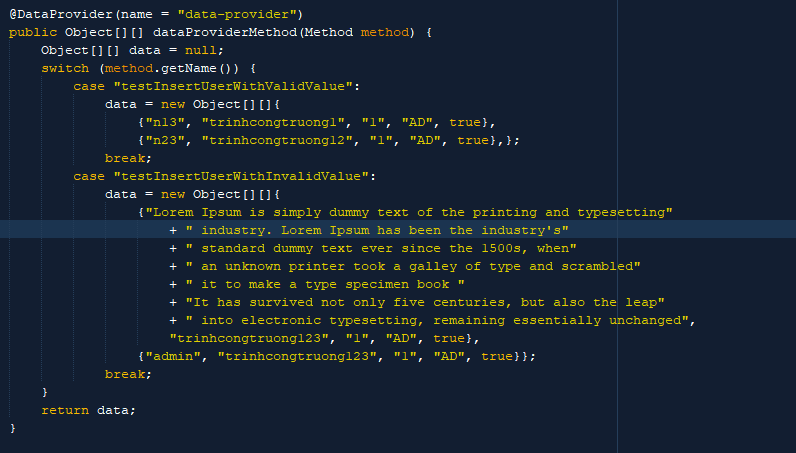 @DataProvider(name = "data-provider")
public Object[][] dataProviderMethod(Method method) {
    Object[][] data = null;
    switch (method.getName()) {
        case "testInsertUserWithValidValue":
            data = new Object[][]{
                {"n13", "trinhcongtruong1", "1", "AD", true},
                {"n23", "trinhcongtruong12", "1", "AD", true},};
            break;
        case "testInsertUserWithInvalidValue":
            data = new Object[][]{
                {"Lorem Ipsum is simply dummy text of the printing and typesetting"
                    + " industry. Lorem Ipsum has been the industry's"
                    + " standard dummy text ever since the 1500s, when"
                    + " an unknown printer took a galley of type and scrambled"
                    + " it to make a type specimen book "
                    + "It has survived not only five centuries, but also the leap"
                    + " into electronic typesetting, remaining essentially unchanged",
                    "trinhcongtruong123", "1", "AD", true},
                {"admin", "trinhcongtruong123", "1", "AD", true}};
            break;
    }
    return data;
}